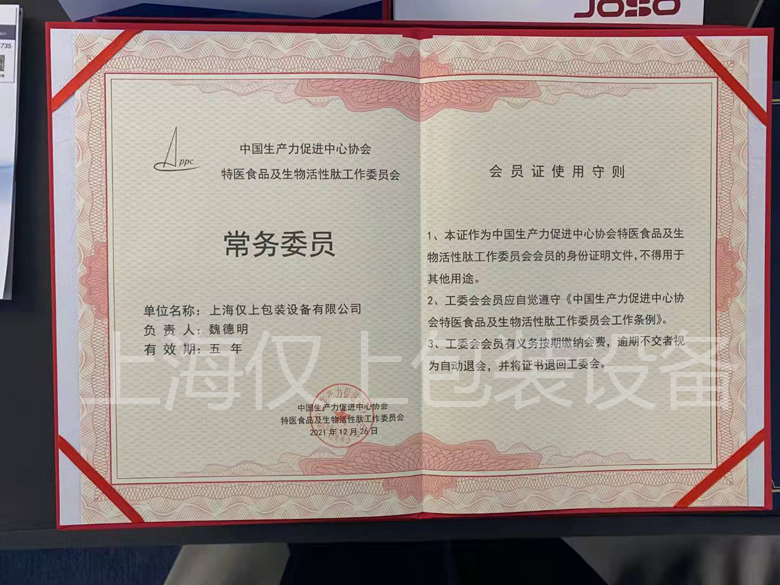 JOSO
735
ppc
中国生产力促进中心协会
特医食品及生物活性肽工作委员会
常务委员
单位名称：上海仅上包装设备有限公司
负责人：魏德明
有效期：五年
中国生产力促进中心协会
特医食品及生物活性肽工作委员会
2021年12月26日
会员证使用守则
1、本证作为中国生产力促进中心协会特医食品及生
物活性肽工作委员会会员的身份证明文件，不得用于
其他用途。
2、工委会会员应自觉遵守《中国生产力促进中心协
会特医食品及生物活性肽工作委员会工作条例》。
3、工委会会员有义务按期缴纳会费，逾期不交者视
为自动退会，并将证书退回工委会。
上海仅上包装设备